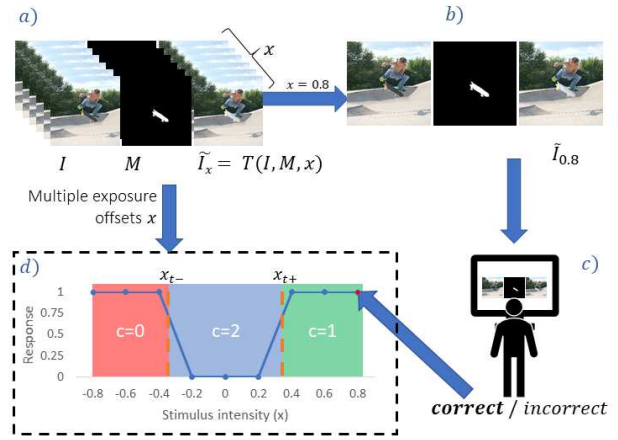 a)
b)
x
x = 0.8
I M Ĩₓ = T(I, M, x)
Ĩ₀.₈
Multiple exposure
offsets x
c)
d)
xₜ₋ xₜ₊
Response
1
0.75
0.5
0.25
0
c=0 c=2 c=1
-0.8 -0.6 -0.4 -0.2 0 0.2 0.4 0.6 0.8
Stimulus intensity (x)
correct / incorrect